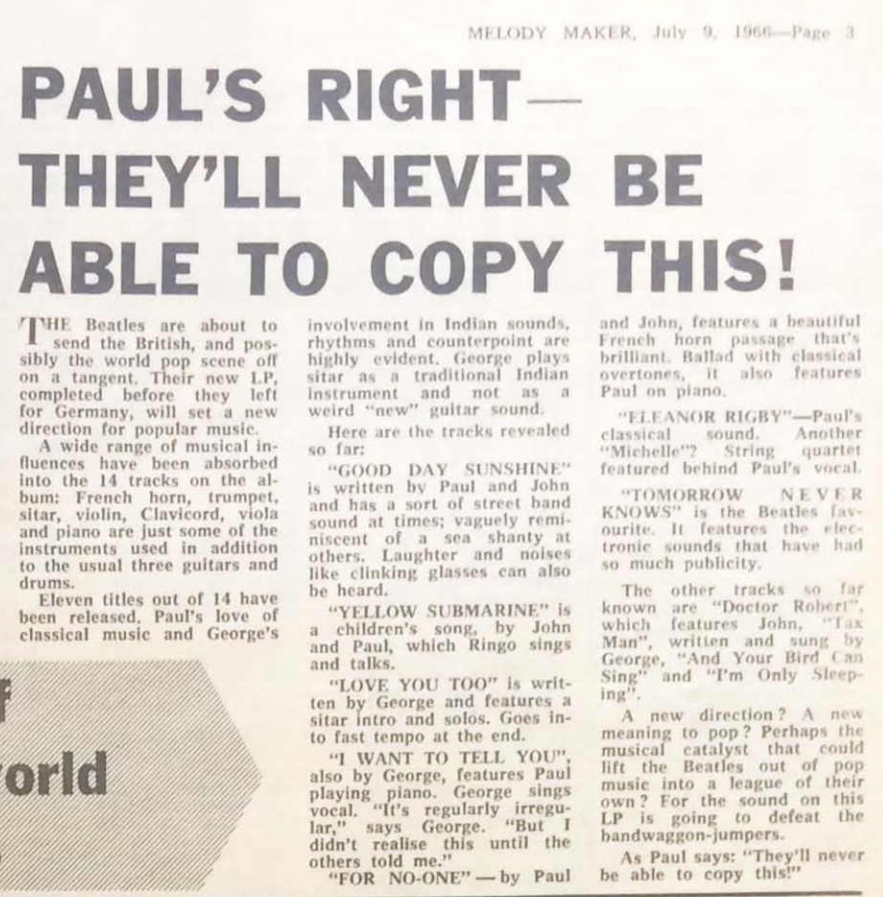 MELODY MAKER, July 9, 1966—Page 3
PAUL'S RIGHT—
THEY'LL NEVER BE
ABLE TO COPY THIS!
THE Beatles are about to
send the British, and pos-
sibly the world pop scene off
on a tangent. Their new LP,
completed before they left
for Germany, will set a new
direction for popular music.
A wide range of musical in-
fluences have been absorbed
into the 14 tracks on the al-
bum: French horn, trumpet,
sitar, violin, Clavicord, viola
and piano are just some of the
instruments used in addition
to the usual three guitars and
drums.
Eleven titles out of 14 have
been released. Paul's love of
classical music and George's
involvement in Indian sounds,
rhythms and counterpoint are
highly evident. George plays
sitar as a traditional Indian
instrument and not as a
weird "new" guitar sound.
Here are the tracks revealed
so far:
"GOOD DAY SUNSHINE"
is written by Paul and John
and has a sort of street band
sound at times; vaguely remi-
niscent of a sea shanty at
others. Laughter and noises
like clinking glasses can also
be heard.
"YELLOW SUBMARINE" is
a children's song, by John
and Paul, which Ringo sings
and talks.
"LOVE YOU TOO" is writ-
ten by George and features a
sitar intro and solos. Goes in-
to fast tempo at the end.
"I WANT TO TELL YOU",
also by George, features Paul
playing piano. George sings
vocal. "It's regularly irregu-
lar," says George. "But I
didn't realise this until the
others told me."
"FOR NO-ONE" — by Paul
and John, features a beautiful
French horn passage that's
brilliant. Ballad with classical
overtones, it also features
Paul on piano.
"ELEANOR RIGBY"—Paul's
classical sound. Another
"Michelle"? String quartet
featured behind Paul's vocal.
"TOMORROW NEVER
KNOWS" is the Beatles fav-
ourite. It features the elec-
tronic sounds that have had
so much publicity.
The other tracks so far
known are "Doctor Robert",
which features John, "Tax
Man", written and sung by
George, "And Your Bird Can
Sing" and "I'm Only Sleep-
ing".
A new direction? A new
meaning to pop? Perhaps the
musical catalyst that could
lift the Beatles out of pop
music into a league of their
own? For the sound on this
LP is going to defeat the
bandwaggon-jumpers.
As Paul says: "They'll never
be able to copy this!"
f
orld